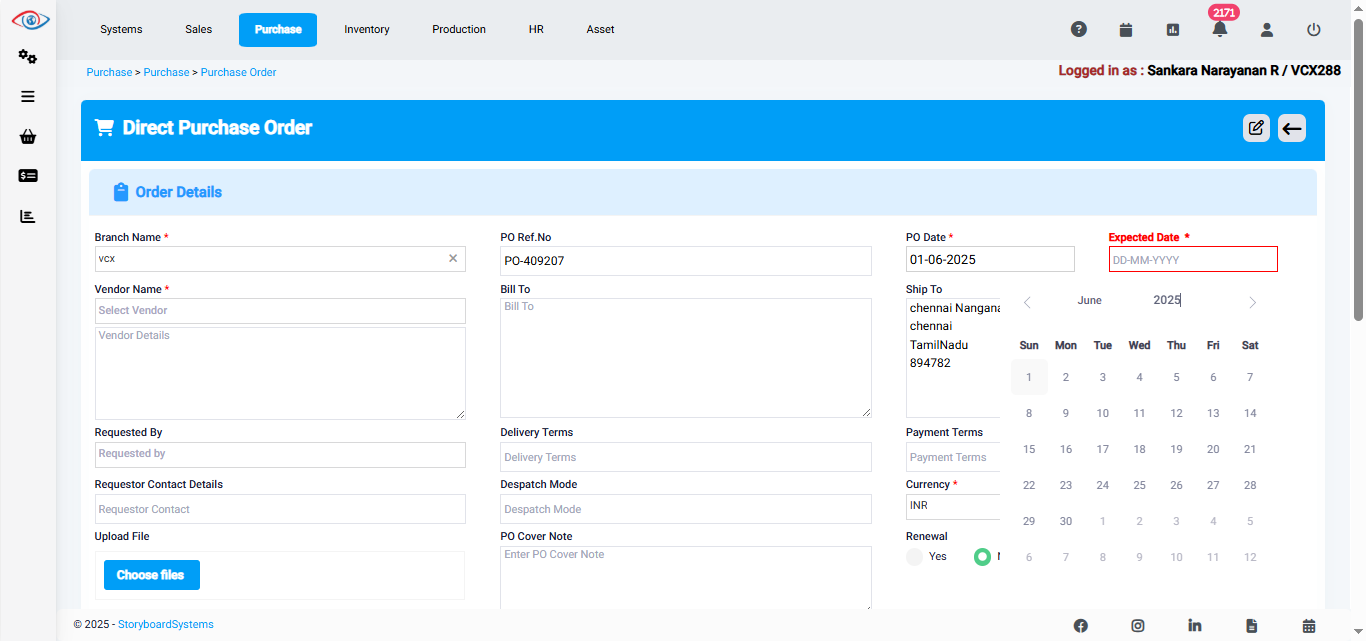 Systems Sales Purchase Inventory Production HR Asset 2171
Purchase > Purchase > Purchase Order
Logged in as : Sankara Narayanan R / VCX288
Direct Purchase Order
Order Details
Branch Name *
vcx
PO Ref.No
PO-409207
PO Date *
01-06-2025
Expected Date *
DD-MM-YYYY
Vendor Name *
Select Vendor
Vendor Details
Bill To
Bill To
Ship To
chennai Nangana
chennai
TamilNadu
894782
June 2025
Sun Mon Tue Wed Thu Fri Sat
1 2 3 4 5 6 7
8 9 10 11 12 13 14
15 16 17 18 19 20 21
22 23 24 25 26 27 28
29 30 1 2 3 4 5
6 7 8 9 10 11 12
Requested By
Requested by
Delivery Terms
Delivery Terms
Payment Terms
Payment Terms
Requestor Contact Details
Requestor Contact
Despatch Mode
Despatch Mode
Currency *
INR
Upload File
Choose files
PO Cover Note
Enter PO Cover Note
Renewal
Yes
© 2025 - StoryboardSystems